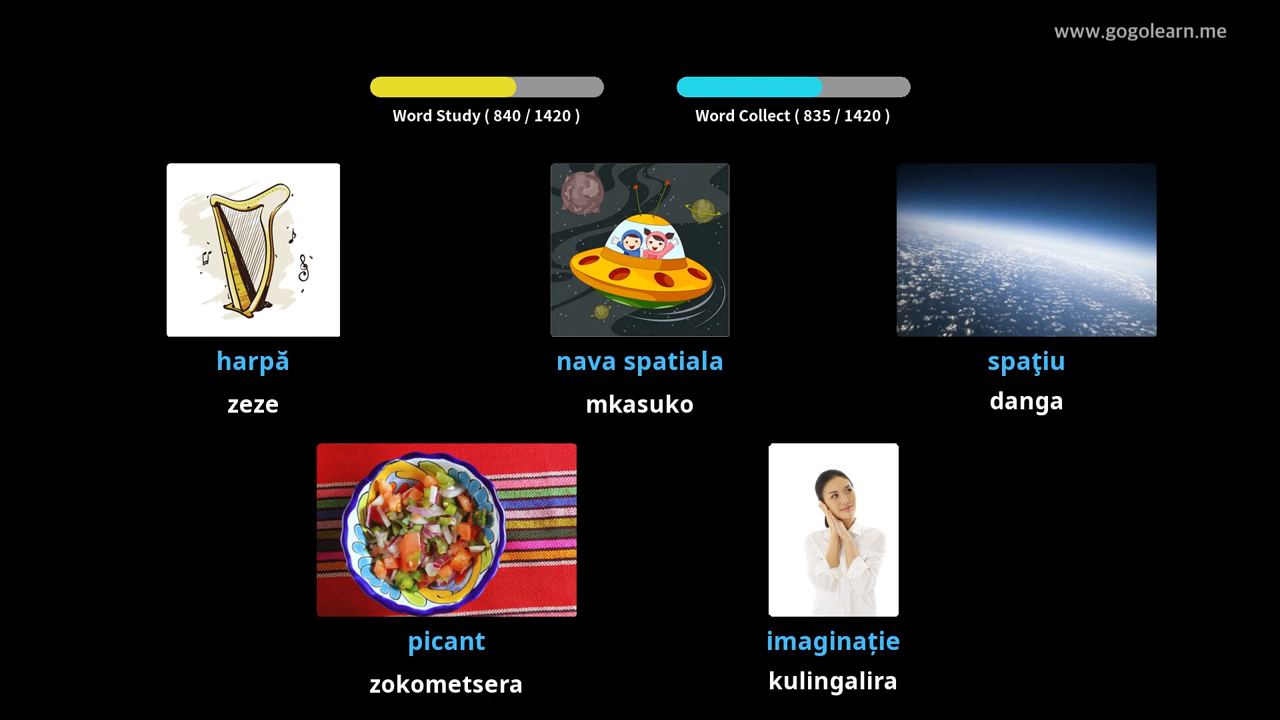 www.gogolearn.me
Word Study ( 840 / 1420 )
Word Collect ( 835 / 1420 )
harpă
nava spatiala
spaţiu
zeze
mkasuko
danga
picant
imaginație
zokometsera
kulingalira